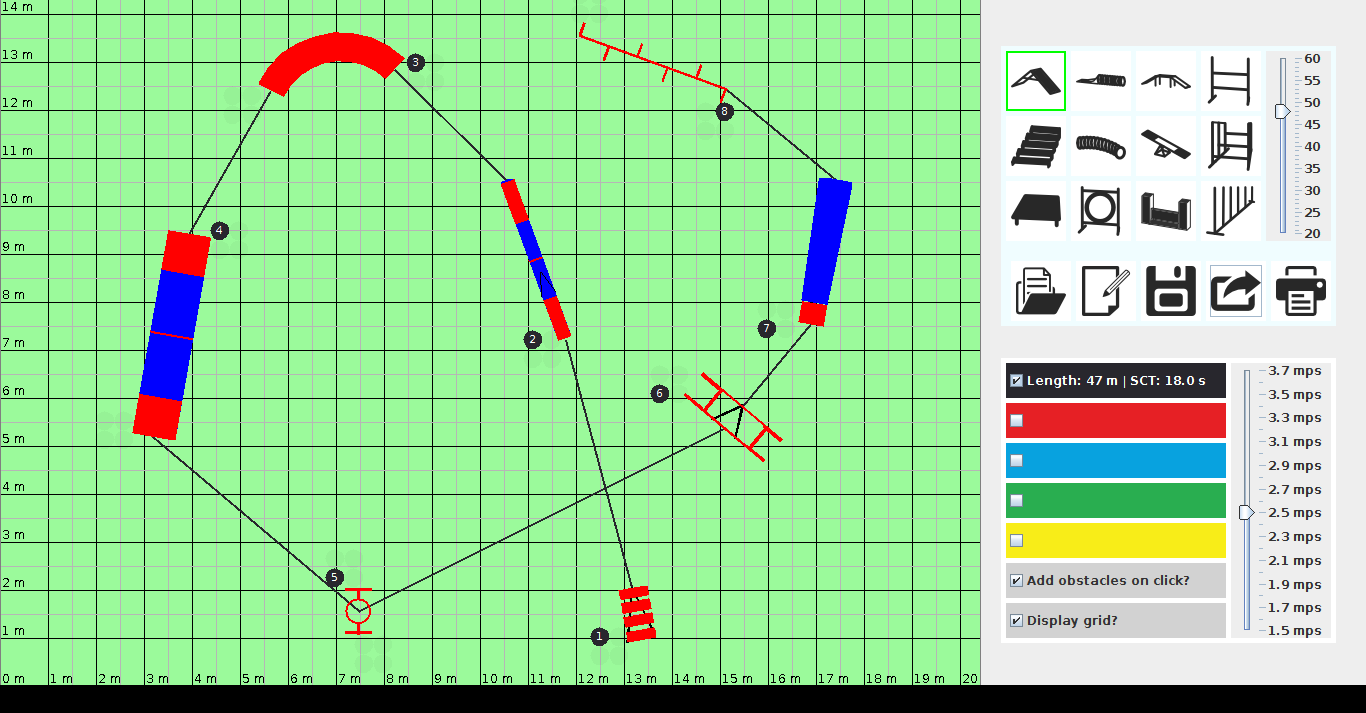 14 m
13 m
12 m
11 m
10 m
9 m
8 m
7 m
6 m
5 m
4 m
3 m
2 m
1 m
0 m
1 m
2 m
3 m
4 m
5 m
6 m
7 m
8 m
9 m
10 m
11 m
12 m
13 m
14 m
15 m
16 m
17 m
18 m
19 m
20
3
8
4
2
7
6
5
1
60
55
50
45
40
35
30
25
20
Length: 47 m | SCT: 18.0 s
Add obstacles on click?
Display grid?
3.7 mps
3.5 mps
3.3 mps
3.1 mps
2.9 mps
2.7 mps
2.5 mps
2.3 mps
2.1 mps
1.9 mps
1.7 mps
1.5 mps